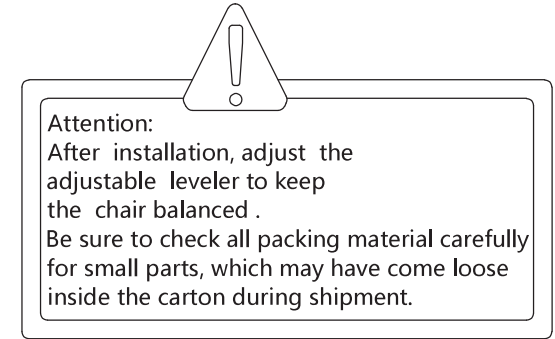 Attention:
After installation, adjust the
adjustable leveler to keep
the chair balanced .
Be sure to check all packing material carefully
for small parts, which may have come loose
inside the carton during shipment.